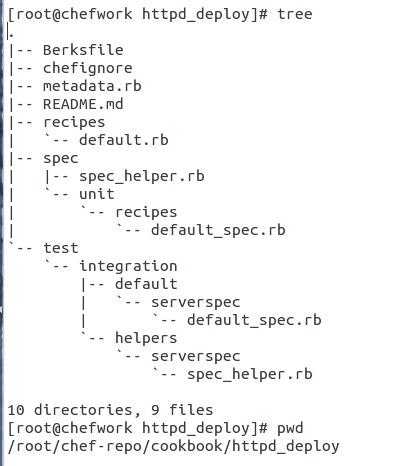 [root@chefwork httpd_deploy]# tree
.
|-- Berksfile
|-- chefignore
|-- metadata.rb
|-- README.md
|-- recipes
|   `-- default.rb
|-- spec
|   |-- spec_helper.rb
|   `-- unit
|       `-- recipes
|           `-- default_spec.rb
`-- test
    `-- integration
        |-- default
        |   `-- serverspec
        |       `-- default_spec.rb
        `-- helpers
            `-- serverspec
                `-- spec_helper.rb

10 directories, 9 files
[root@chefwork httpd_deploy]# pwd
/root/chef-repo/cookbook/httpd_deploy